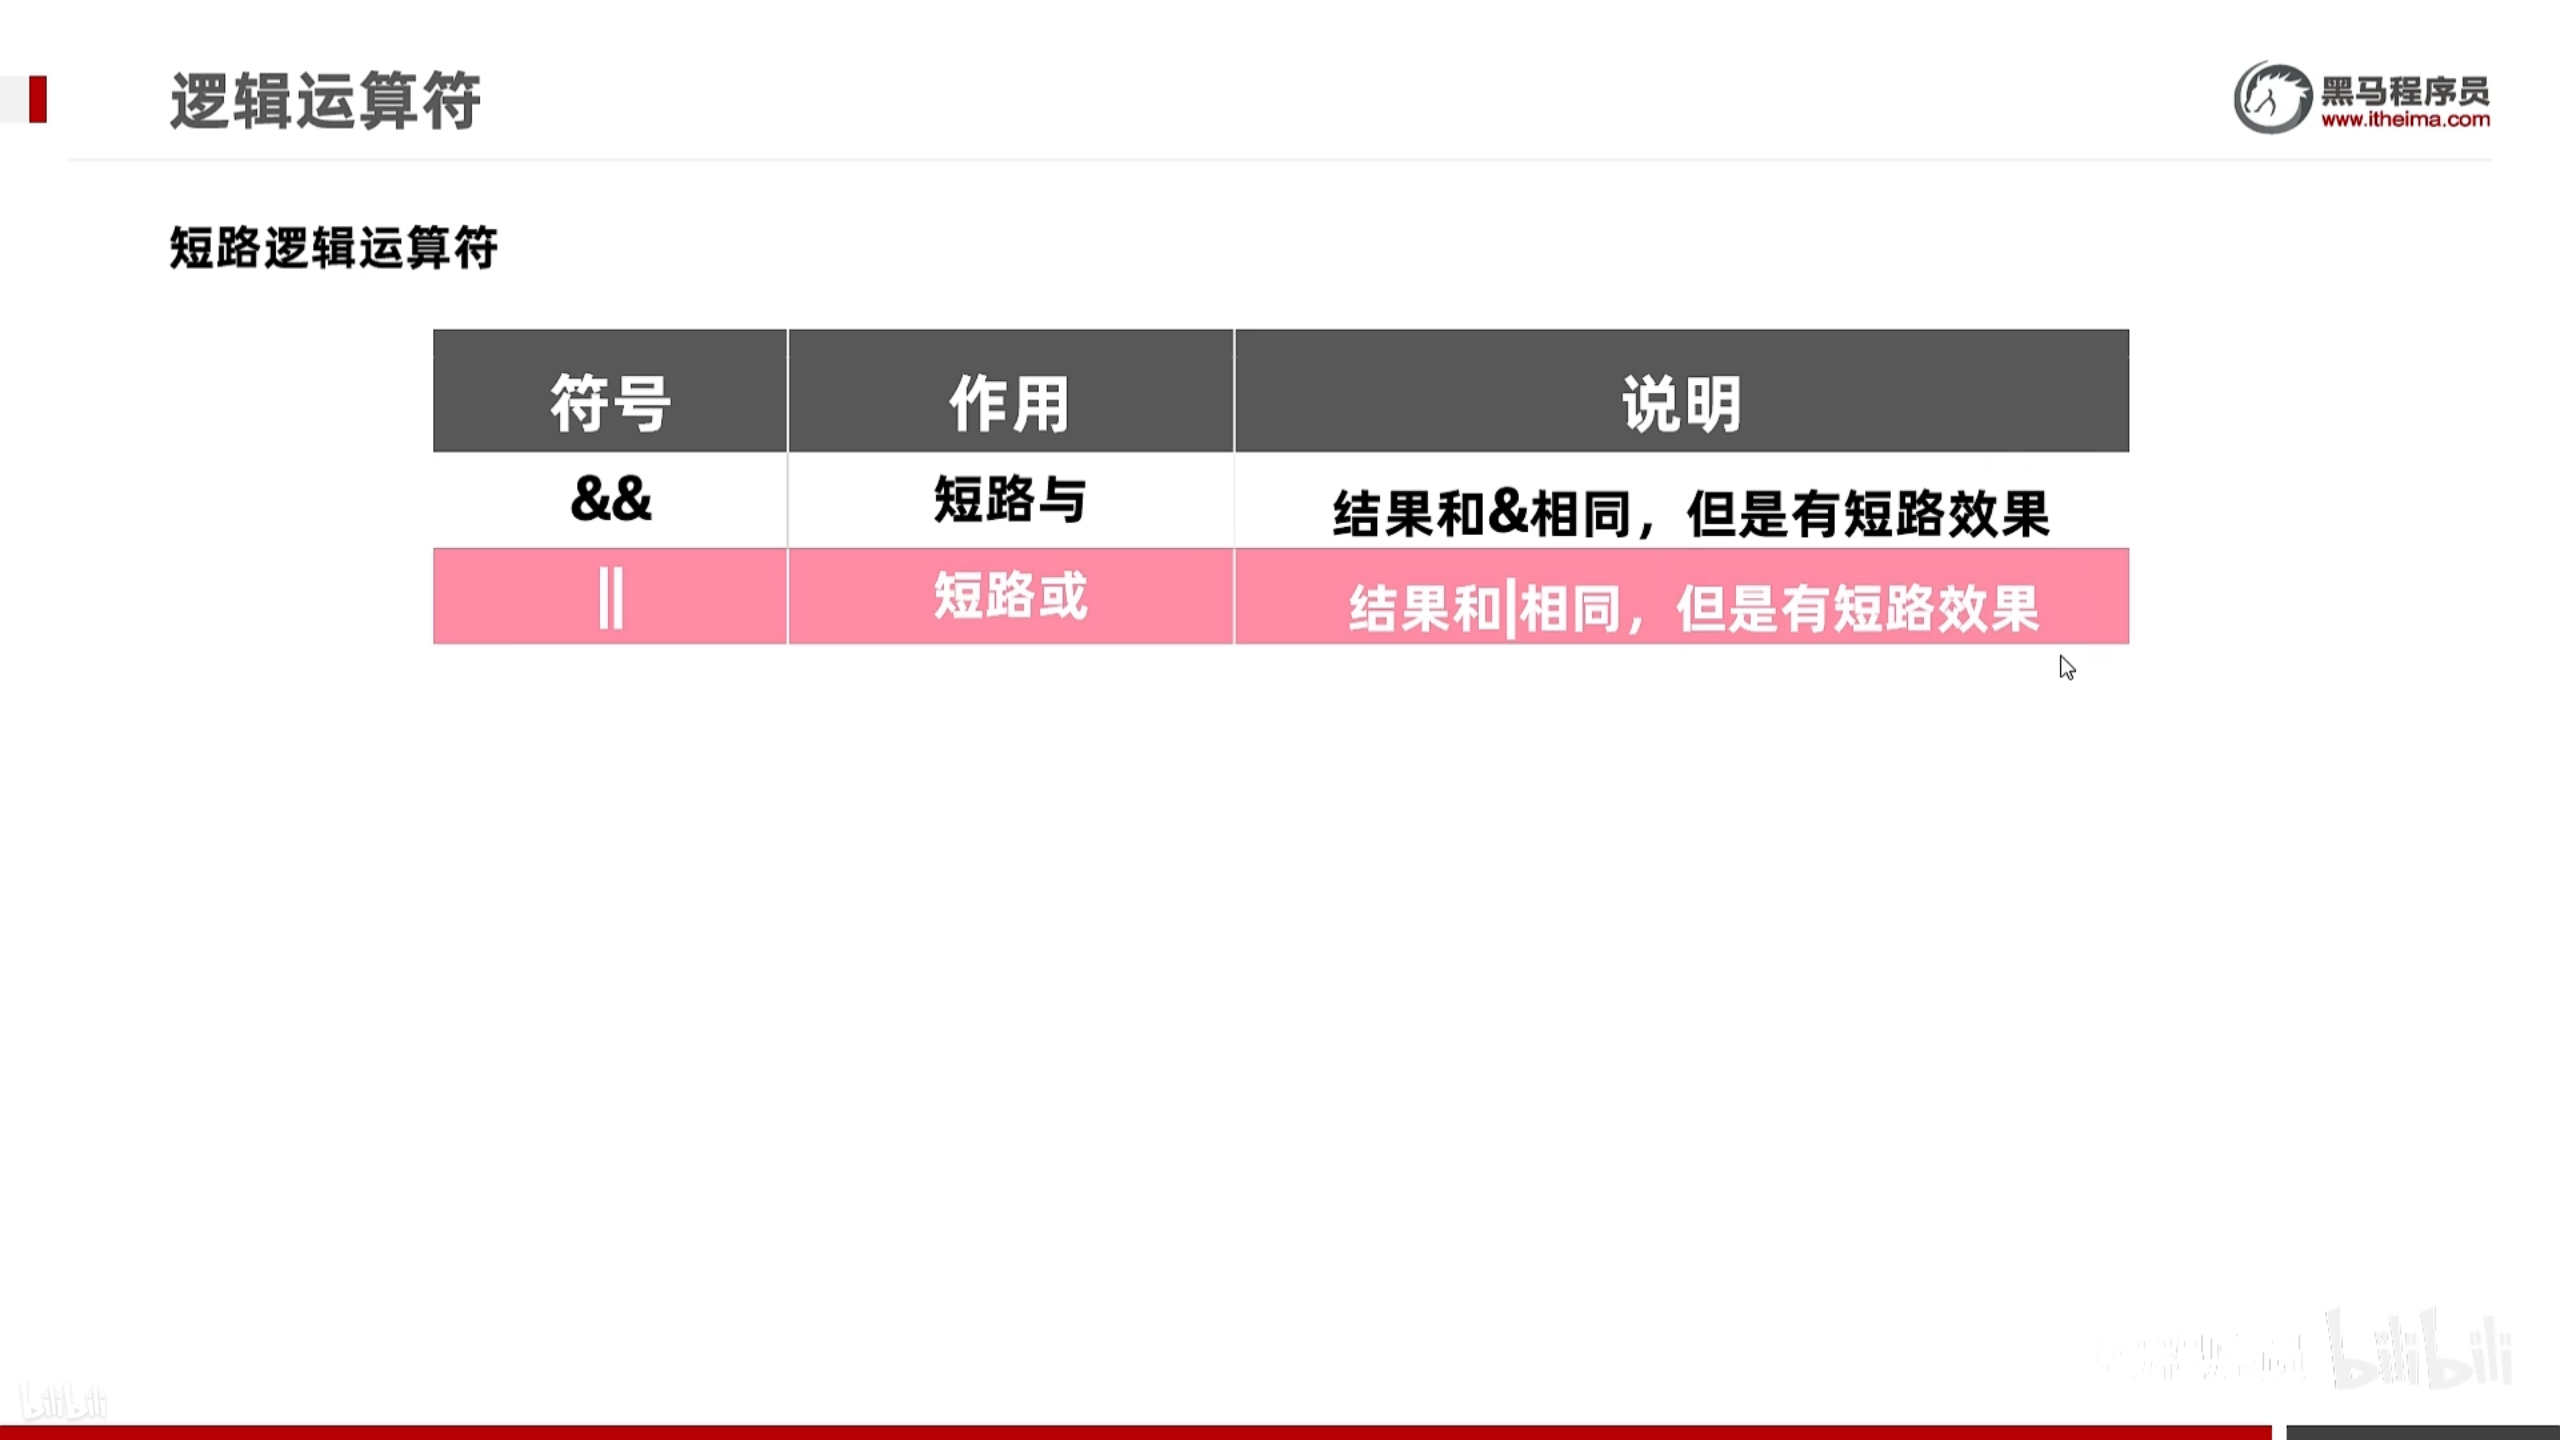 逻辑运算符
黑马程序员
www.itheima.com
短路逻辑运算符
符号 作用 说明
&& 短路与 结果和&相同，但是有短路效果
|| 短路或 结果和|相同，但是有短路效果
bilibili
bilibili